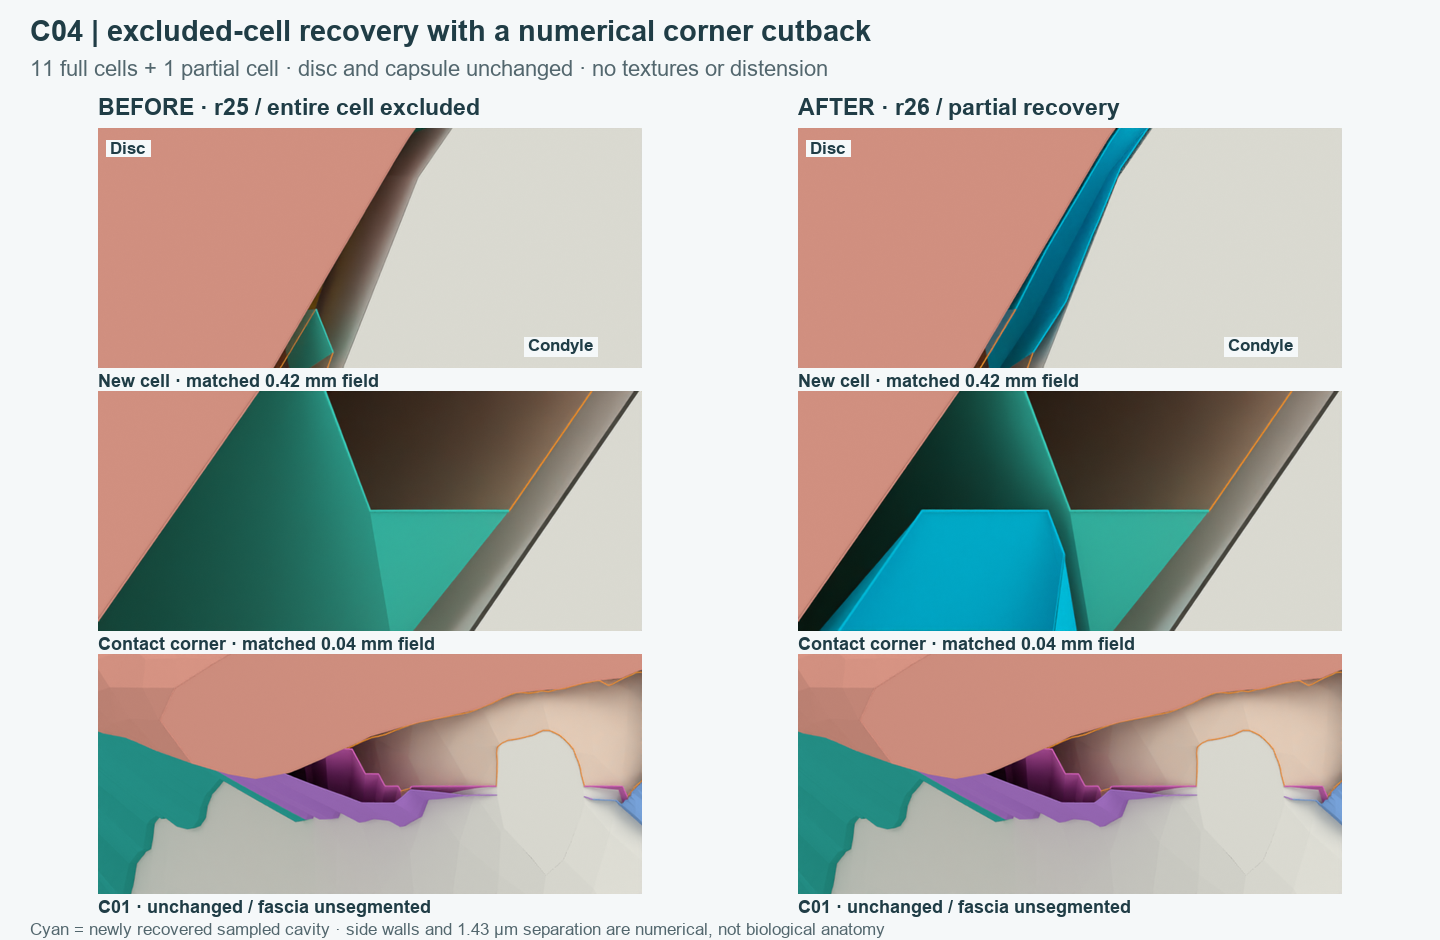 C04 | excluded-cell recovery with a numerical corner cutback
11 full cells + 1 partial cell · disc and capsule unchanged · no textures or distension
BEFORE · r25 / entire cell excluded
Disc
Condyle
New cell · matched 0.42 mm field
Contact corner · matched 0.04 mm field
C01 · unchanged / fascia unsegmented
AFTER · r26 / partial recovery
Disc
Condyle
New cell · matched 0.42 mm field
Contact corner · matched 0.04 mm field
C01 · unchanged / fascia unsegmented
Cyan = newly recovered sampled cavity · side walls and 1.43 µm separation are numerical, not biological anatomy